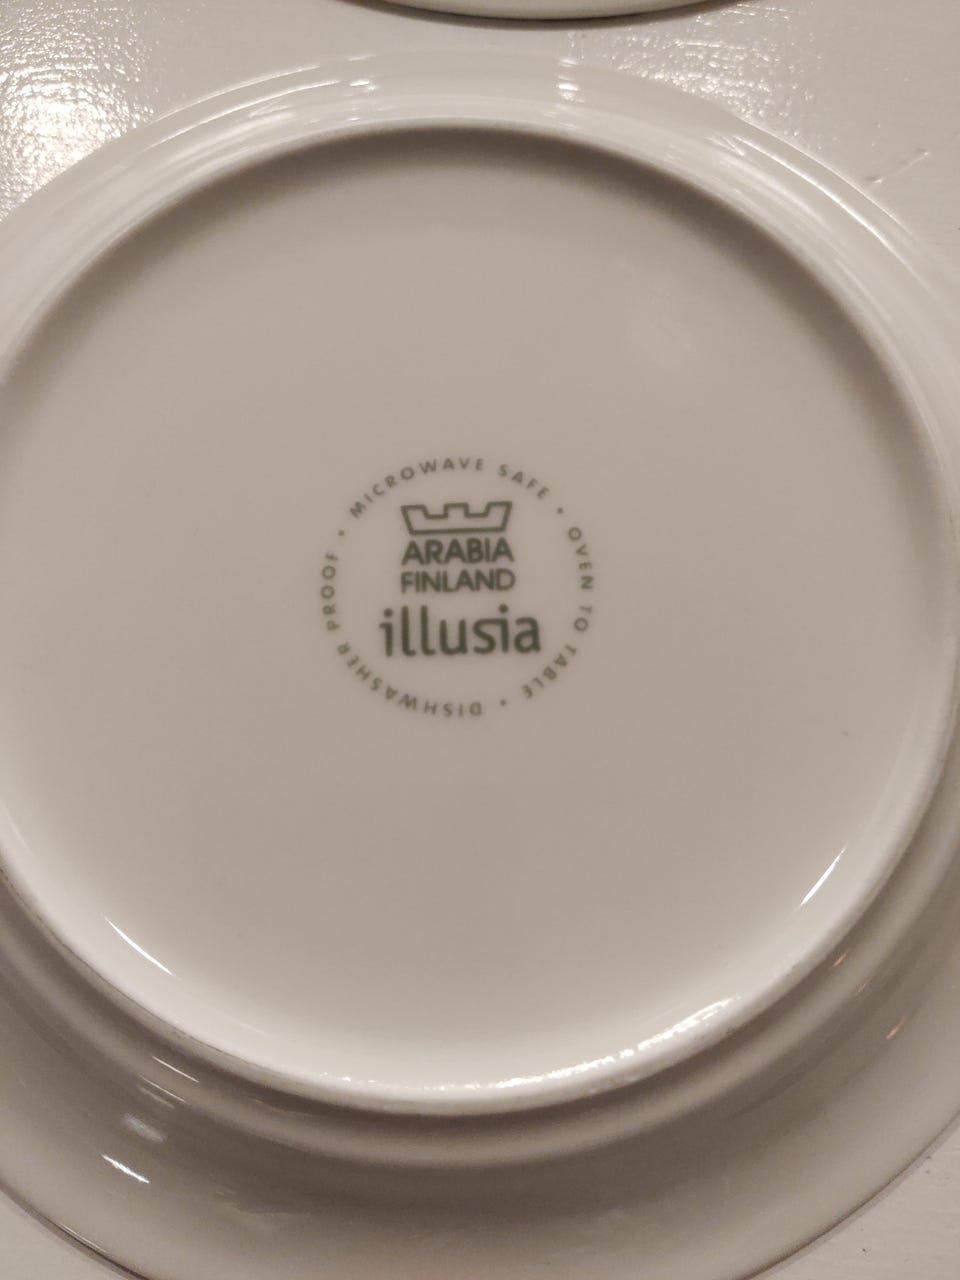 MICROWAVE SAFE • OVEN TO TABLE • DISHWASHER PROOF •
ARABIA
FINLAND
illusia